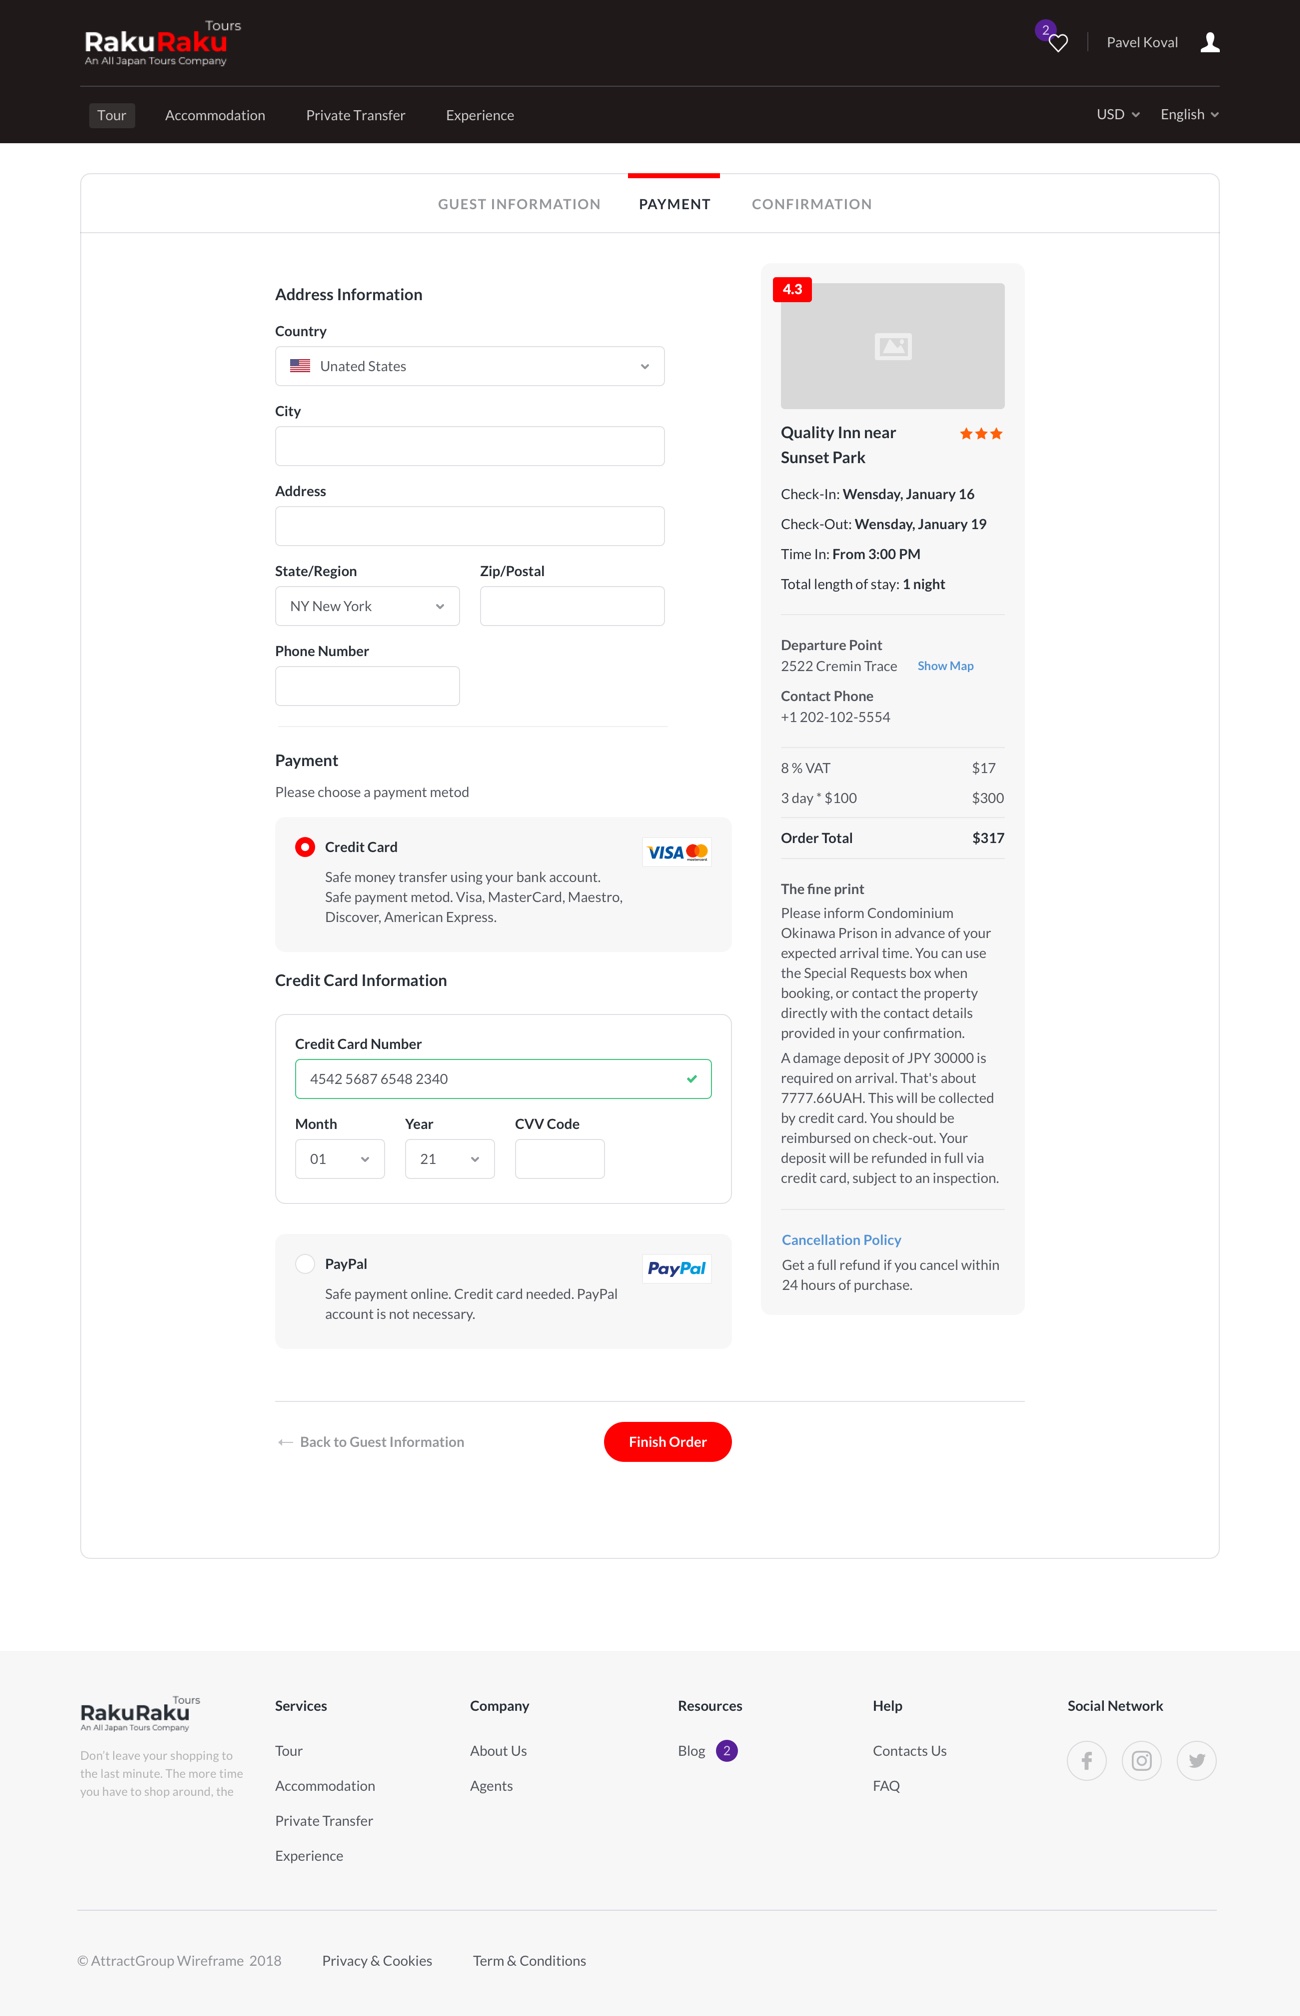 Tours
RakuRaku
An All Japan Tours Company
2
Pavel Koval
Tour
Accommodation
Private Transfer
Experience
USD
English
GUEST INFORMATION
PAYMENT
CONFIRMATION
Address Information
Country
Unated States
City
Address
State/Region
Zip/Postal
NY New York
Phone Number
Payment
Please choose a payment metod
Credit Card
VISA
mastercard
Safe money transfer using your bank account.
Safe payment metod. Visa, MasterCard, Maestro,
Discover, American Express.
Credit Card Information
Credit Card Number
4542 5687 6548 2340
Month
Year
CVV Code
01
21
PayPal
PayPal
Safe payment online. Credit card needed. PayPal
account is not necessary.
Back to Guest Information
Finish Order
4.3
Quality Inn near
Sunset Park
Check-In: Wensday, January 16
Check-Out: Wensday, January 19
Time In: From 3:00 PM
Total length of stay: 1 night
Departure Point
2522 Cremin Trace
Show Map
Contact Phone
+1 202-102-5554
8 % VAT
$17
3 day * $100
$300
Order Total
$317
The fine print
Please inform Condominium
Okinawa Prison in advance of your
expected arrival time. You can use
the Special Requests box when
booking, or contact the property
directly with the contact details
provided in your confirmation.
A damage deposit of JPY 30000 is
required on arrival. That's about
7777.66UAH. This will be collected
by credit card. You should be
reimbursed on check-out. Your
deposit will be refunded in full via
credit card, subject to an inspection.
Cancellation Policy
Get a full refund if you cancel within
24 hours of purchase.
Tours
RakuRaku
An All Japan Tours Company
Don't leave your shopping to
the last minute. The more time
you have to shop around, the
Services
Tour
Accommodation
Private Transfer
Experience
Company
About Us
Agents
Resources
Blog
2
Help
Contacts Us
FAQ
Social Network
© AttractGroup Wireframe 2018
Privacy & Cookies
Term & Conditions